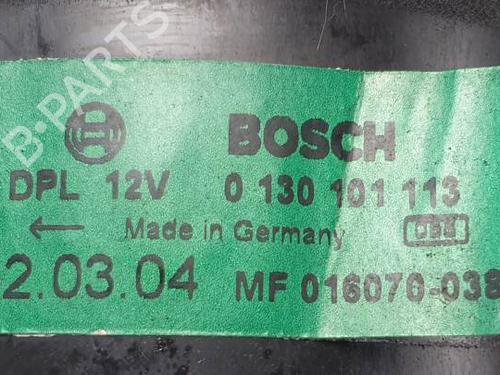 B-PARTS
BOSCH
DPL 12V 0 130 101 113
← Made in Germany
2.03.04 MF 016070-038